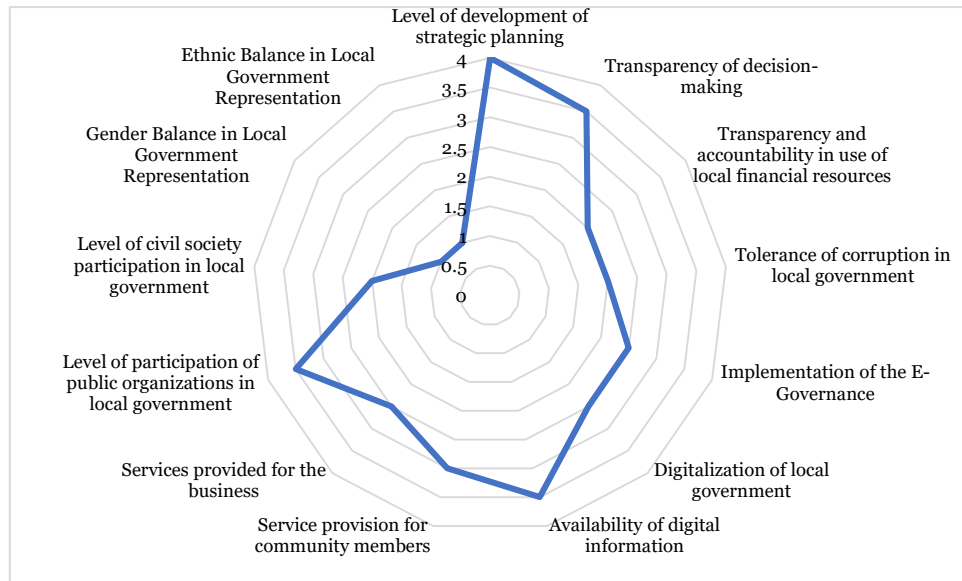 Level of development of
strategic planning
Transparency of decision-
making
Transparency and
accountability in use of
local financial resources
Tolerance of corruption in
local government
Implementation of the E-
Governance
Digitalization of local
government
Availability of digital
information
Service provision for
community members
Services provided for the
business
Level of participation of
public organizations in
local government
Level of civil society
participation in local
government
Gender Balance in Local
Government
Representation
Ethnic Balance in Local
Government
Representation
4
3.5
3
2.5
2
1.5
1
0.5
0